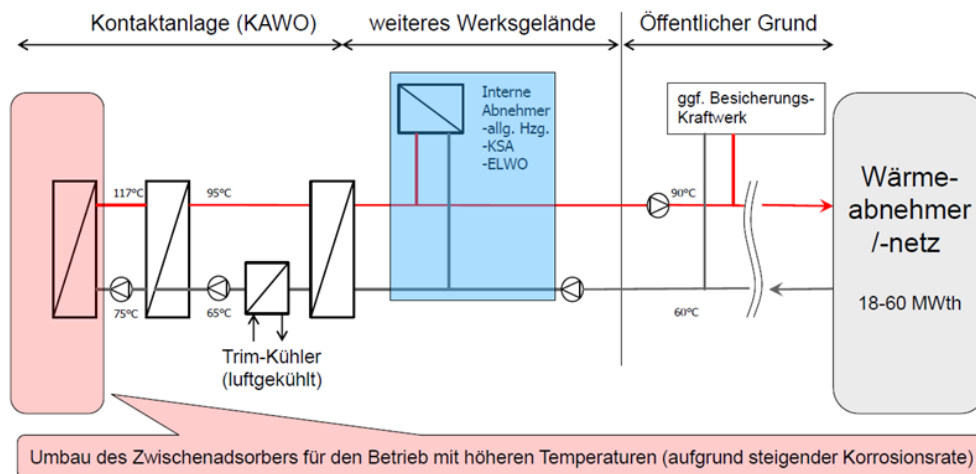 Kontaktanlage (KAWO)
weiteres Werksgelände
Öffentlicher Grund
Interne
Abnehmer
-allg. Hzg.
-KSA
-ELWO
ggf. Besicherungs-
Kraftwerk
117°C
95°C
90°C
75°C
65°C
60°C
Trim-Kühler
(luftgekühlt)
Wärme-
abnehmer
/-netz
18-60 MWth
Umbau des Zwischenadsorbers für den Betrieb mit höheren Temperaturen (aufgrund steigender Korrosionsrate)